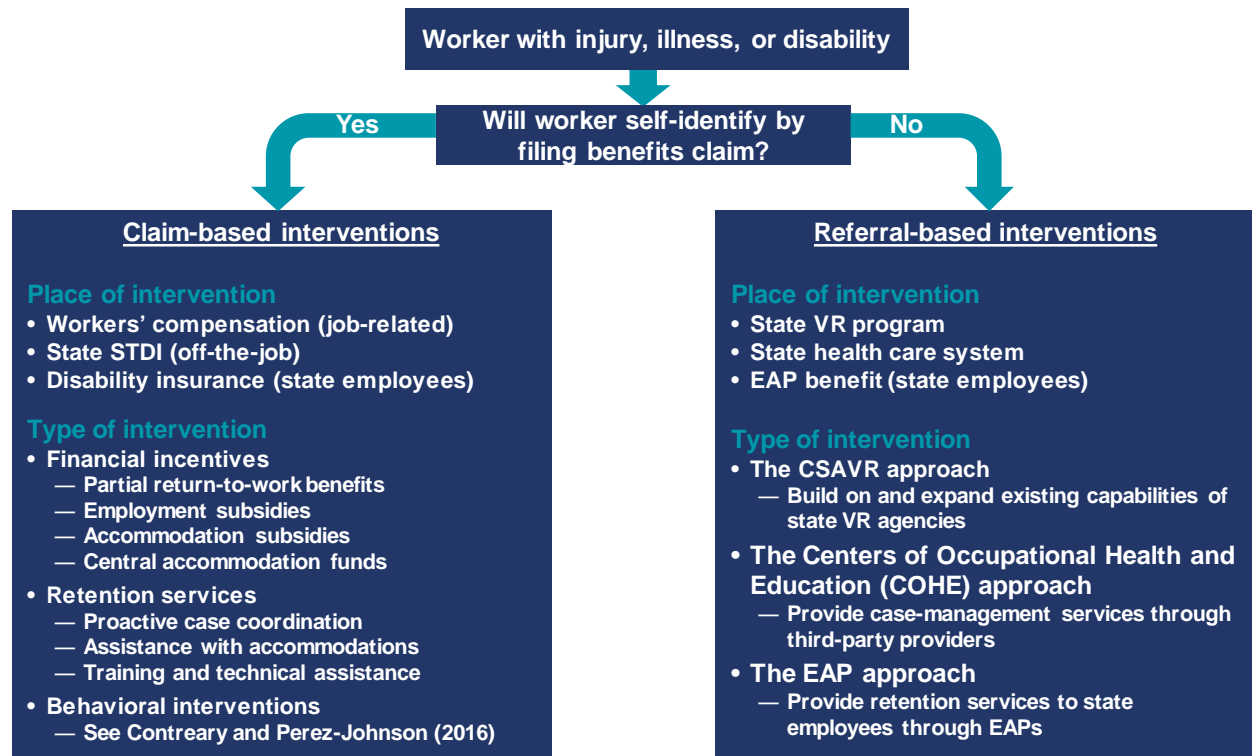 Worker with injury, illness, or disability
Will worker self-identify by
filing benefits claim?
Yes
No
Claim-based interventions
Place of intervention
• Workers’ compensation (job-related)
• State STDI (off-the-job)
• Disability insurance (state employees)
Type of intervention
• Financial incentives
— Partial return-to-work benefits
— Employment subsidies
— Accommodation subsidies
— Central accommodation funds
• Retention services
— Proactive case coordination
— Assistance with accommodations
— Training and technical assistance
• Behavioral interventions
— See Contreary and Perez-Johnson (2016)
Referral-based interventions
Place of intervention
• State VR program
• State health care system
• EAP benefit (state employees)
Type of intervention
• The CSAVR approach
— Build on and expand existing capabilities of
state VR agencies
• The Centers of Occupational Health and
Education (COHE) approach
— Provide case-management services through
third-party providers
• The EAP approach
— Provide retention services to state
employees through EAPs